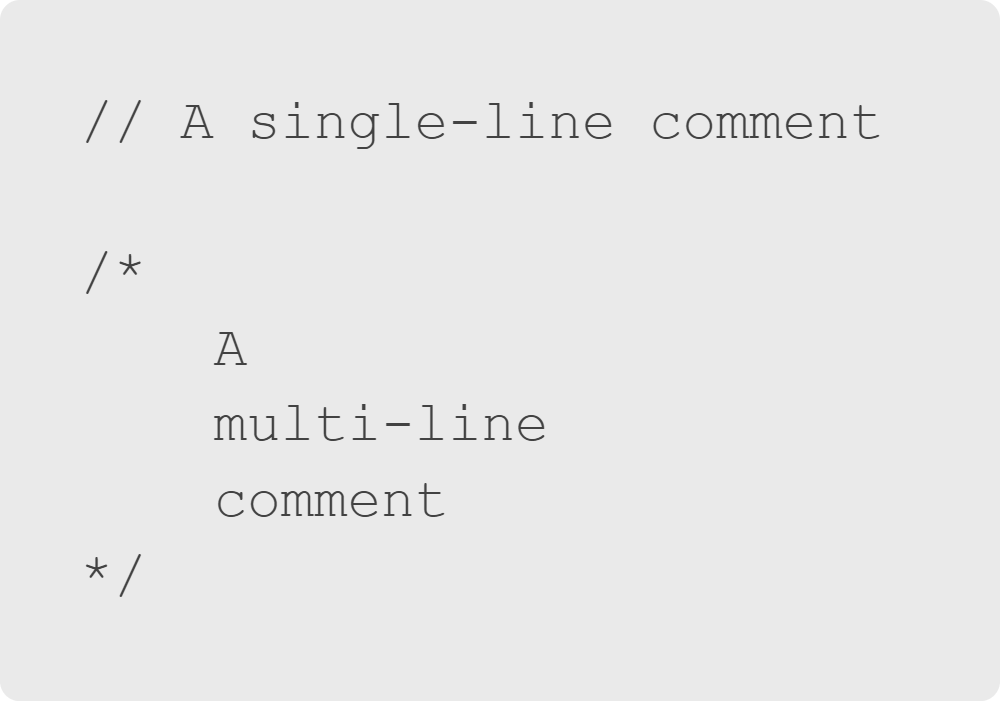 // A single-line comment
/*
A
multi-line
comment
*/